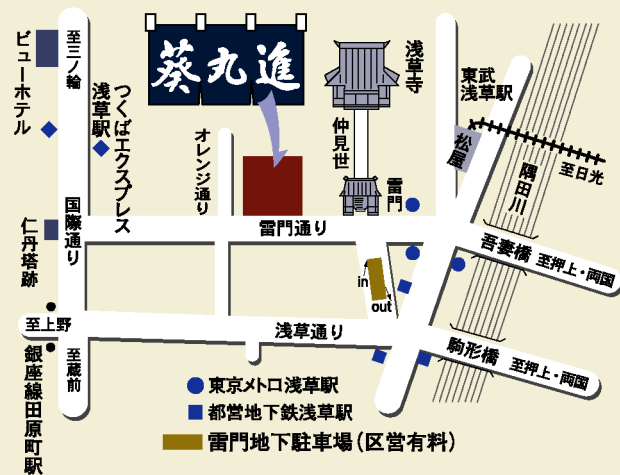 至三ノ輪
ビューホテル
つくばエクスプレス
浅草駅
葵丸進
オレンジ通り
浅草寺
仲見世
雷門
東武
浅草駅
松屋
至日光
隅田川
国際通り
仁丹塔跡
雷門通り
吾妻橋 至押上・両国
in
out
至上野
浅草通り
駒形橋 至押上・両国
至蔵前
銀座線田原町駅
東京メトロ浅草駅
都営地下鉄浅草駅
雷門地下駐車場(区営有料)